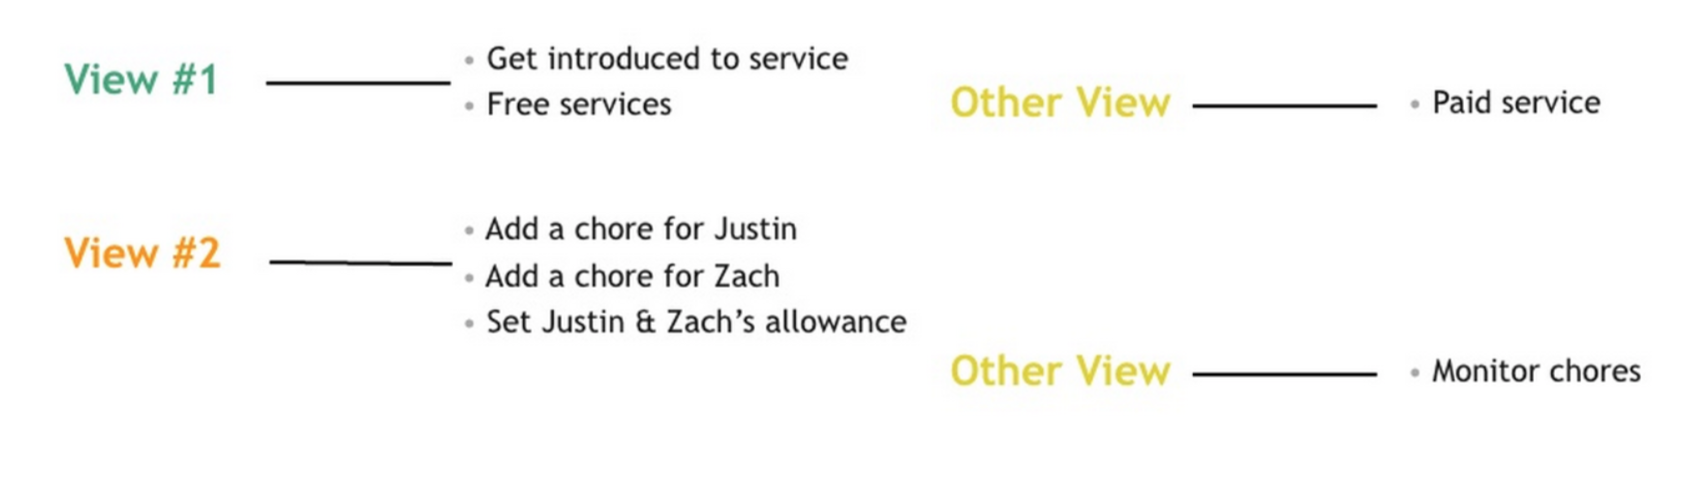 View #1
• Get introduced to service
• Free services
Other View
• Paid service
View #2
• Add a chore for Justin
• Add a chore for Zach
• Set Justin & Zach’s allowance
Other View
• Monitor chores